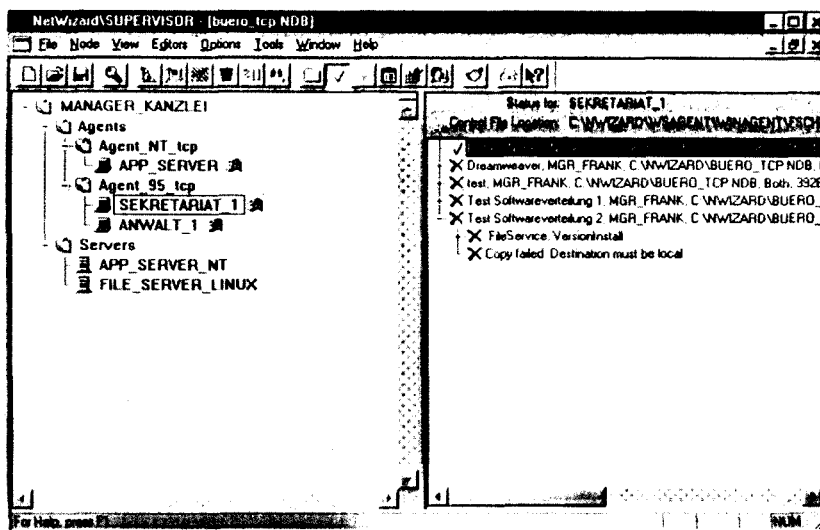 NetWizard\SUPERVISOR - [buero_tcp NDB]
File Node View Editors Options Tools Window Help
MANAGER_KANZLEI
Agents
Agent_NT_tcp
APP_SERVER
Agent_95_tcp
SEKRETARIAT_1
ANWALT_1
Servers
APP_SERVER_NT
FILE_SERVER_LINUX
Status for: SEKRETARIAT_1
Control File Location:
Dreamweaver, MGR_FRANK, C:\NWIZARD\BUERO_TCP NDB,
test, MGR_FRANK, C:\NWIZARD\BUERO_TCP NDB, Both,
Test Softwareverteilung 1, MGR_FRANK, C:\NWIZARD\BUERO_
Test Softwareverteilung 2, MGR_FRANK, C:\NWIZARD\BUERO_
FileService, VersionInstall
Copy failed. Destination must be local
For Help, press F1
NUM